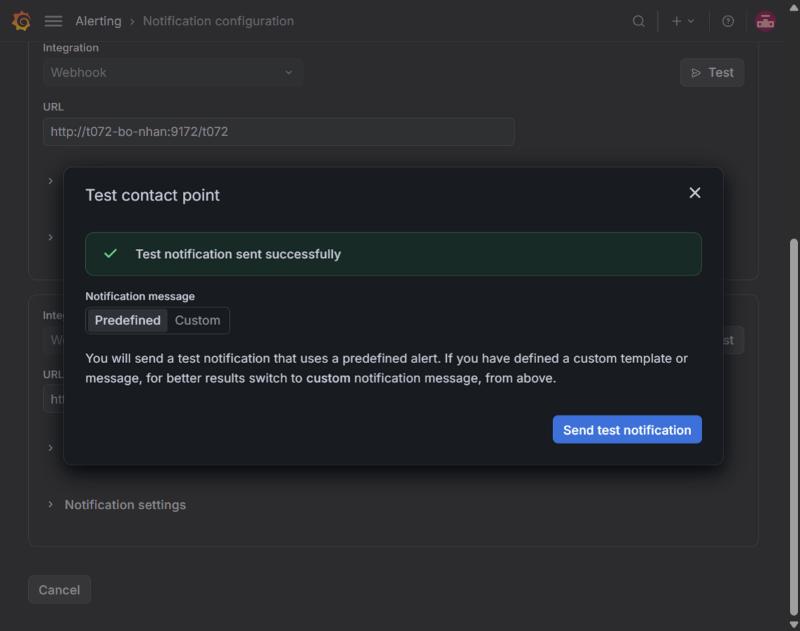 Alerting › Notification configuration
Integration
Webhook
Test
URL
http://t072-bo-nhan:9172/t072
Test contact point
Test notification sent successfully
Notification message
Predefined Custom
You will send a test notification that uses a predefined alert. If you have defined a custom template or
message, for better results switch to custom notification message, from above.
Send test notification
URL
Notification settings
Cancel